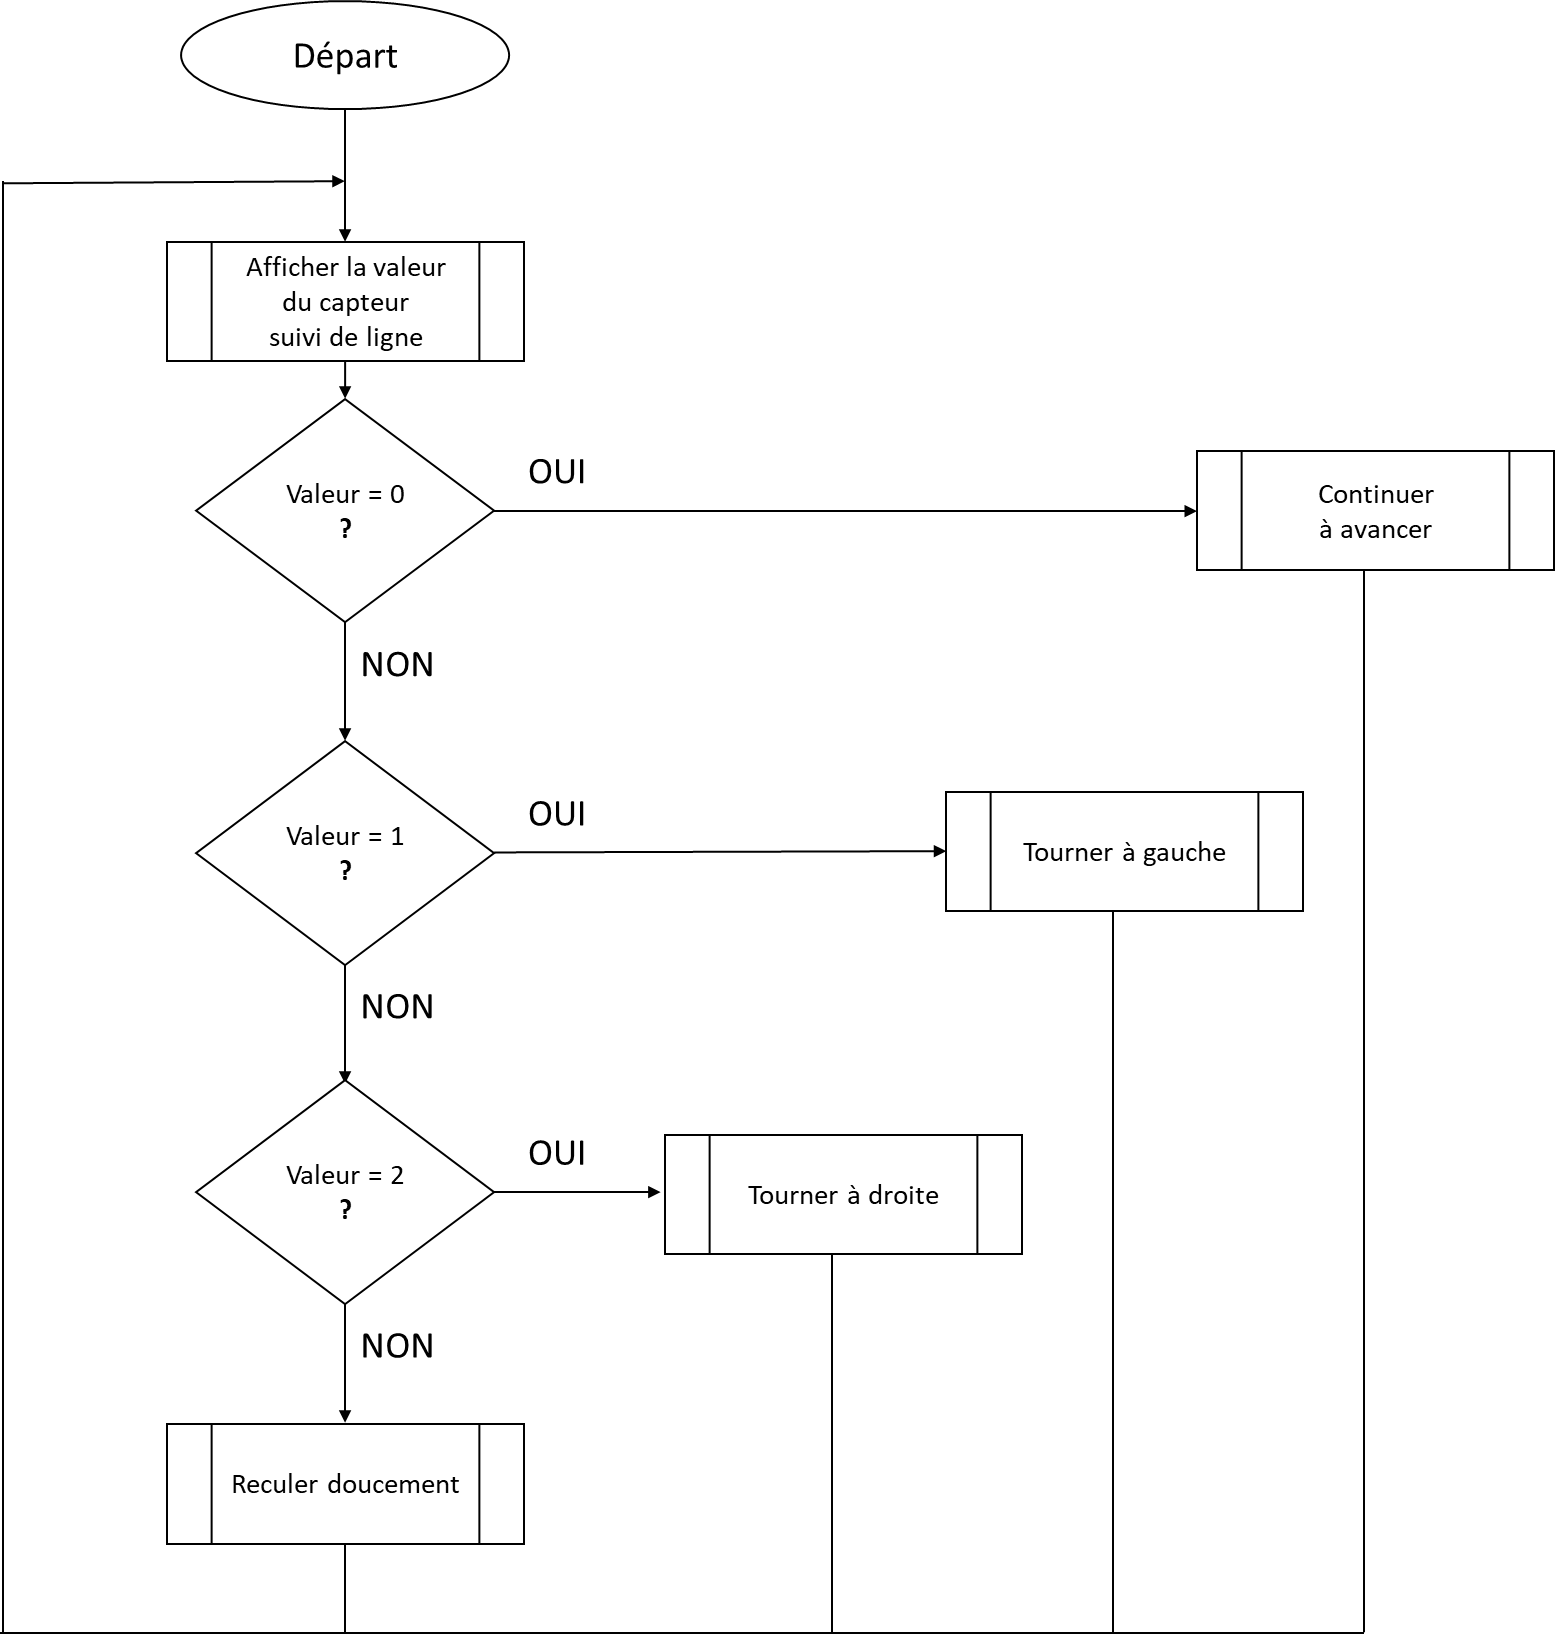 Départ
Afficher la valeur
du capteur
suivi de ligne
Valeur = 0
?
OUI
Continuer
à avancer
NON
Valeur = 1
?
OUI
Tourner à gauche
NON
Valeur = 2
?
OUI
Tourner à droite
NON
Reculer doucement